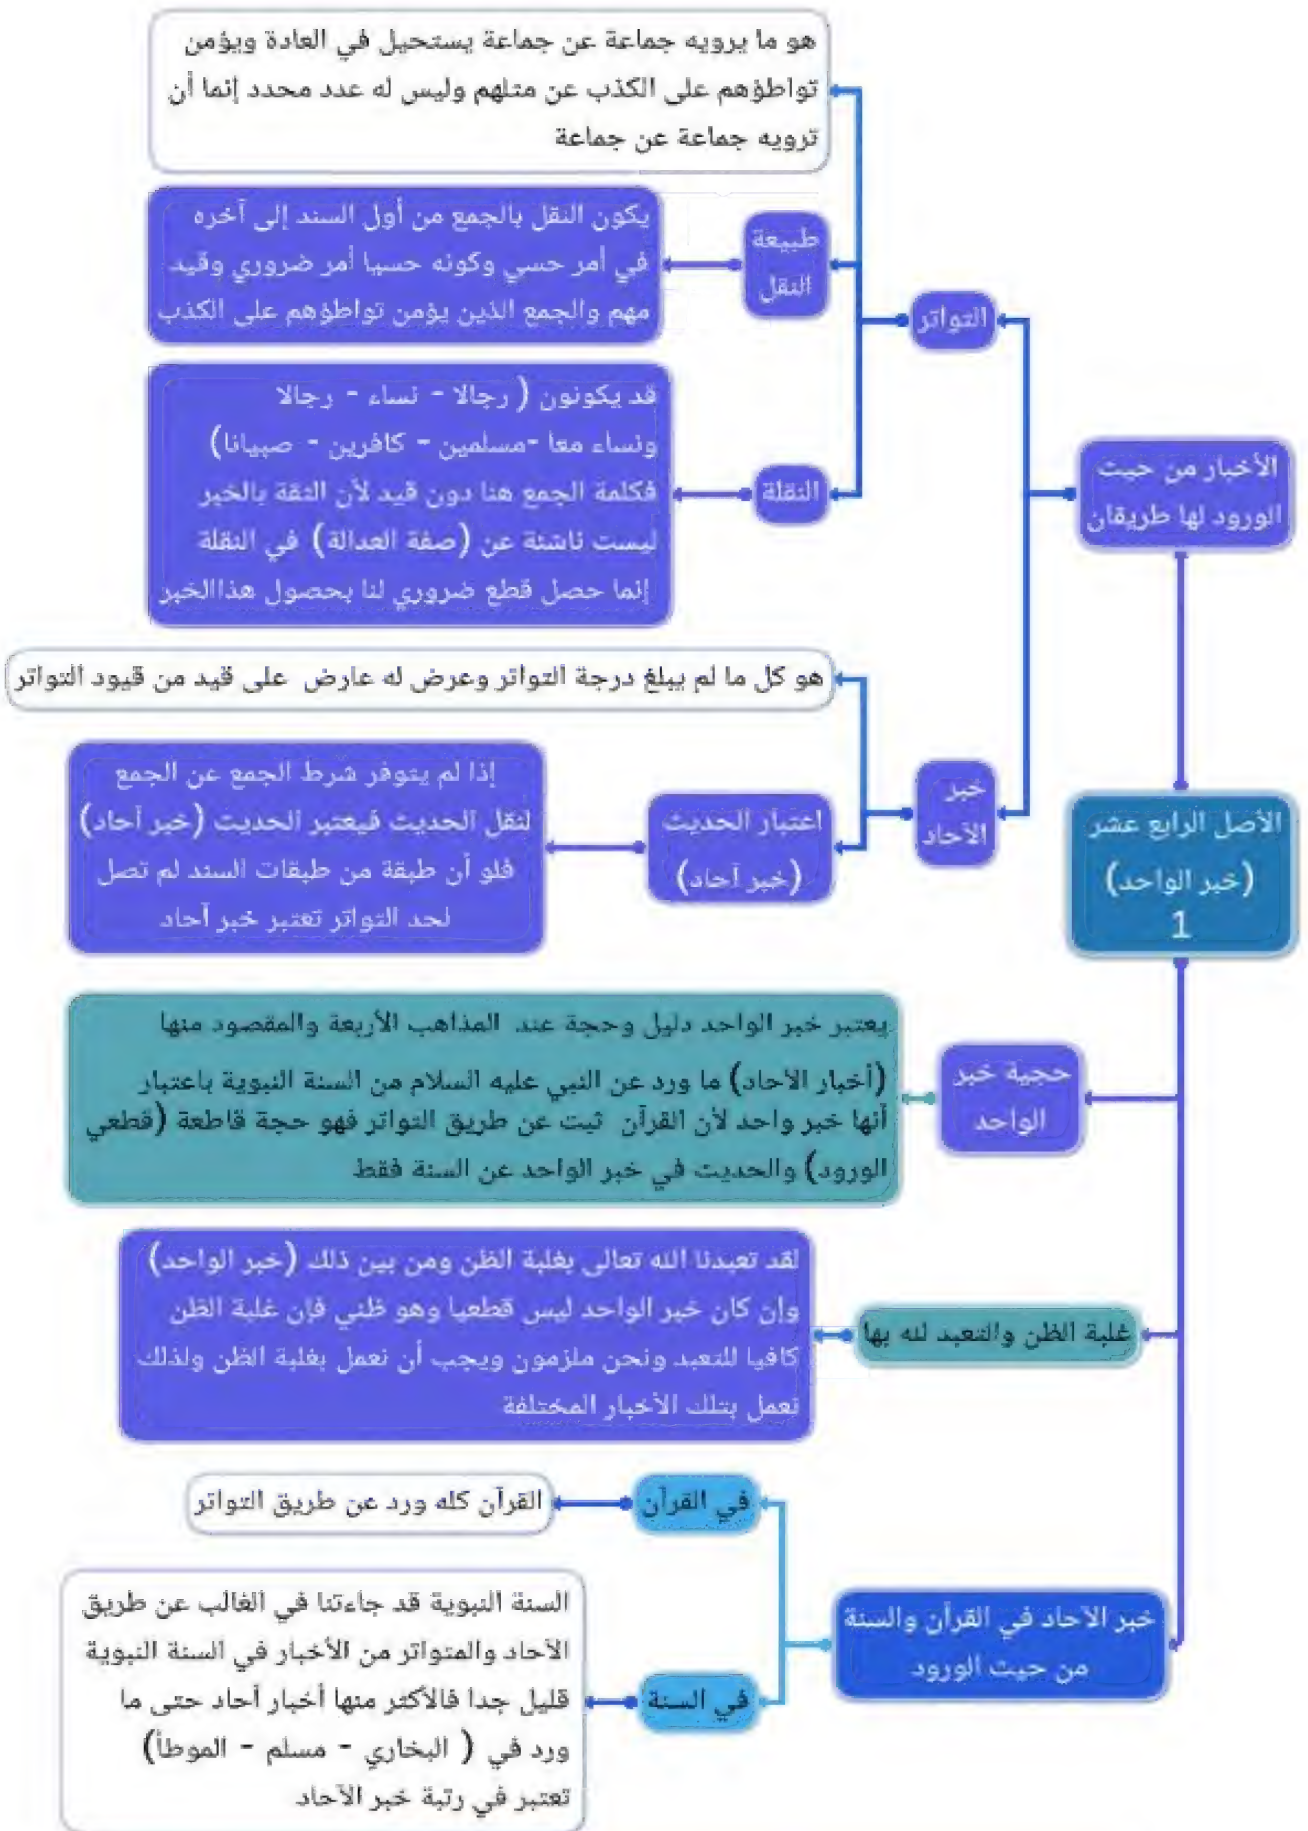 الأصل الرابع عشر
(خبر الواحد)
1
الأخبار من حيث
الورود لها طريقان
التواتر
هو ما يرويه جماعة عن جماعة يستحيل في العادة ويؤمن
تواطؤهم على الكذب عن مثلهم وليس له عدد محدد إنما أن
ترويه جماعة عن جماعة
طبيعة
النقل
يكون النقل بالجمع من أول السند إلى آخره
في أمر حسي وكونه حسيا أمر ضروري وقيد
مهم والجمع الذين يؤمن تواطؤهم على الكذب
النقلة
قد يكونون ( رجالا - نساء - رجالا
ونساء معا -مسلمين - كافرين - صبيانا)
فكلمة الجمع هنا دون قيد لأن الثقة بالخبر
ليست ناشئة عن (صفة العدالة) في النقلة
إنما حصل قطع ضروري لنا بحصول هذاالخبر
خبر
الآحاد
هو كل ما لم يبلغ درجة التواتر وعرض له عارض على قيد من قيود التواتر
اعتبار الحديث
(خبر آحاد)
إذا لم يتوفر شرط الجمع عن الجمع
لنقل الحديث فيعتبر الحديث (خبر آحاد)
فلو أن طبقة من طبقات السند لم تصل
لحد التواتر تعتبر خبر آحاد
حجية خبر
الواحد
يعتبر خبر الواحد دليل وحجة عند المذاهب الأربعة والمقصود منها
(أخبار الآحاد) ما ورد عن النبي عليه السلام من السنة النبوية باعتبار
أنها خبر واحد لأن القرآن ثبت عن طريق التواتر فهو حجة قاطعة (قطعي
الورود) والحديث في خبر الواحد عن السنة فقط
غلبة الظن والتعبد لله بها
لقد تعبدنا الله تعالى بغلبة الظن ومن بين ذلك (خبر الواحد)
وإن كان خبر الواحد ليس قطعيا وهو ظني فإن غلبة الظن
كافيا للتعبد ونحن ملزمون ويجب أن نعمل بغلبة الظن ولذلك
نعمل بتلك الأخبار المختلفة
خبر الآحاد في القرآن والسنة
من حيث الورود
في القرآن
القرآن كله ورد عن طريق التواتر
في السنة
السنة النبوية قد جاءتنا في الغالب عن طريق
الآحاد والمتواتر من الأخبار في السنة النبوية
قليل جدا فالأكثر منها أخبار آحاد حتى ما
ورد في ( البخاري - مسلم - الموطأ)
تعتبر في رتبة خبر الآحاد